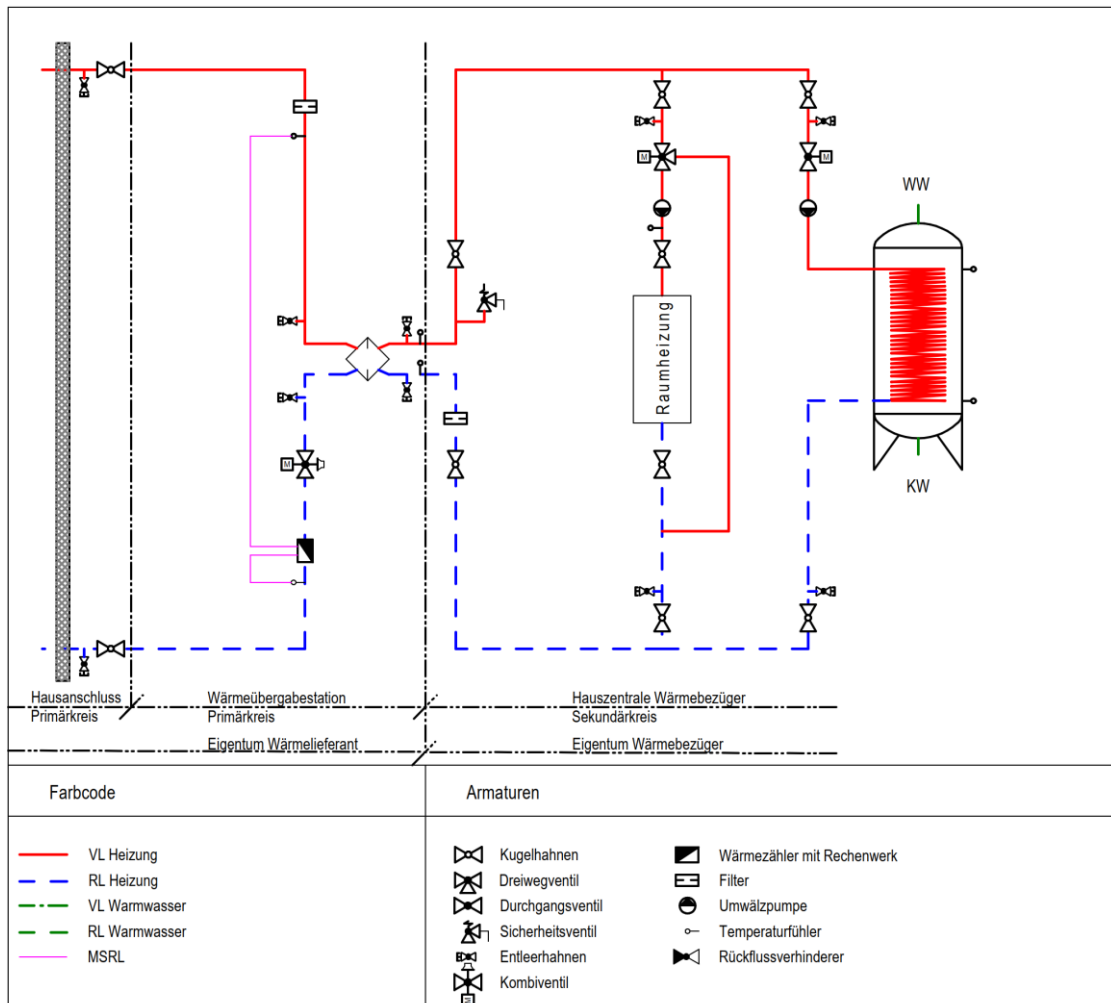 M
M
WW
Raumheizung
M
KW
Hausanschluss
Primärkreis
Wärmeübergabestation
Primärkreis
Hauszentrale Wärmebezüger
Sekundärkreis
Eigentum Wärmelieferant
Eigentum Wärmebezüger
Farbcode
Armaturen
VL Heizung
RL Heizung
VL Warmwasser
RL Warmwasser
MSRL
Kugelhahnen
Dreiwegventil
Durchgangsventil
Sicherheitsventil
Entleerhahnen
Kombiventil
M
Wärmezähler mit Rechenwerk
Filter
Umwälzpumpe
Temperaturfühler
Rückflussverhinderer